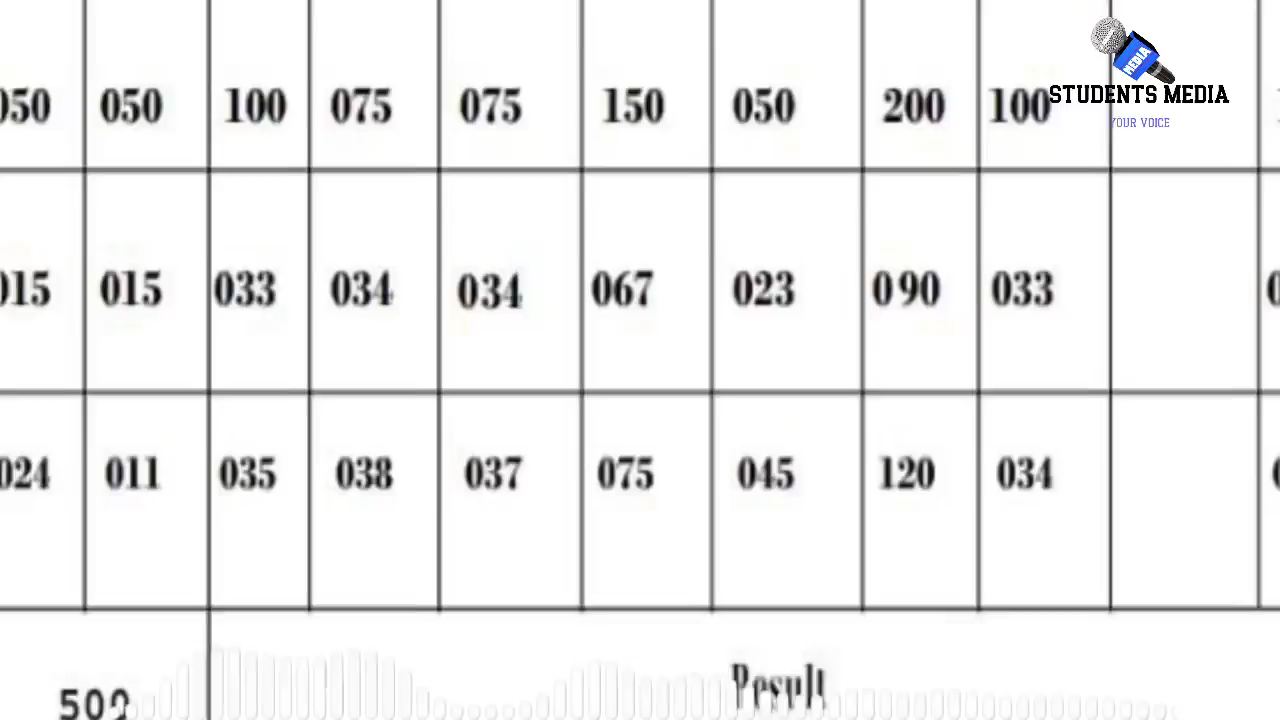 MEDIA
STUDENTS MEDIA
YOUR VOICE
050 050 100 075 075 150 050 200 100
015 015 033 034 034 067 023 090 033
024 011 035 038 037 075 045 120 034
Result
500